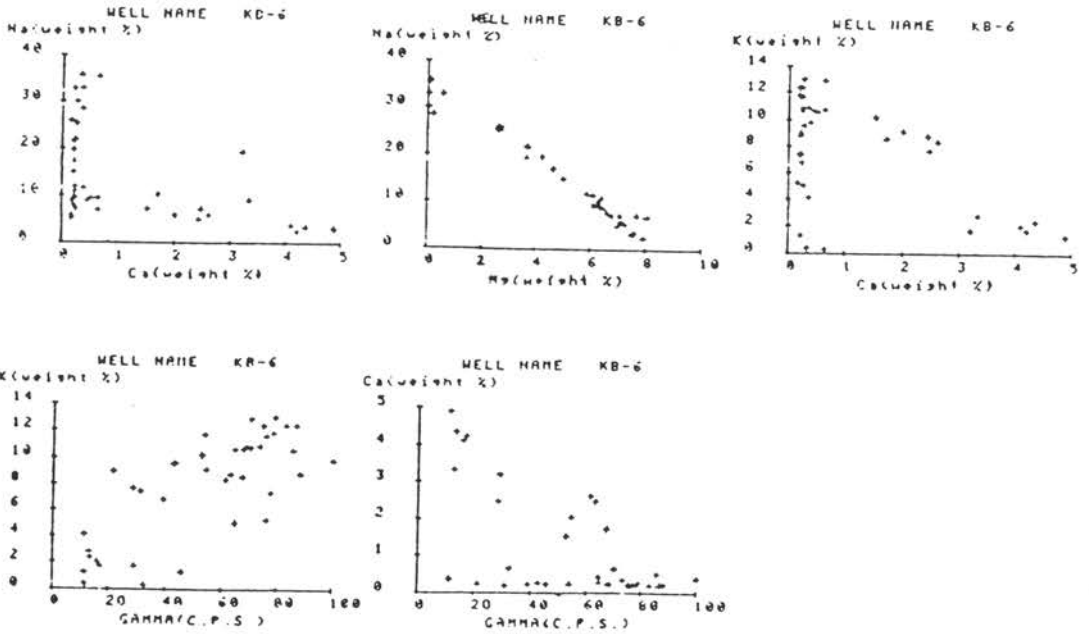 WELL NAME KB-6
Na(weight %)
40
30
20
10
0
0 1 2 3 4 5
Ca(weight %)
WELL NAME KB-6
Na(weight %)
40
30
20
10
0
0 2 4 6 8 10
Mg(weight %)
WELL NAME KB-6
K(weight %)
14
12
10
8
6
4
2
0
0 1 2 3 4 5
Ca(weight %)
WELL NAME KB-6
K(weight %)
14
12
10
8
6
4
2
0
0 20 40 60 80 100
GAMMA(C.P.S.)
WELL NAME KB-6
Ca(weight %)
5
4
3
2
1
0
0 20 40 60 80 100
GAMMA(C.P.S.)